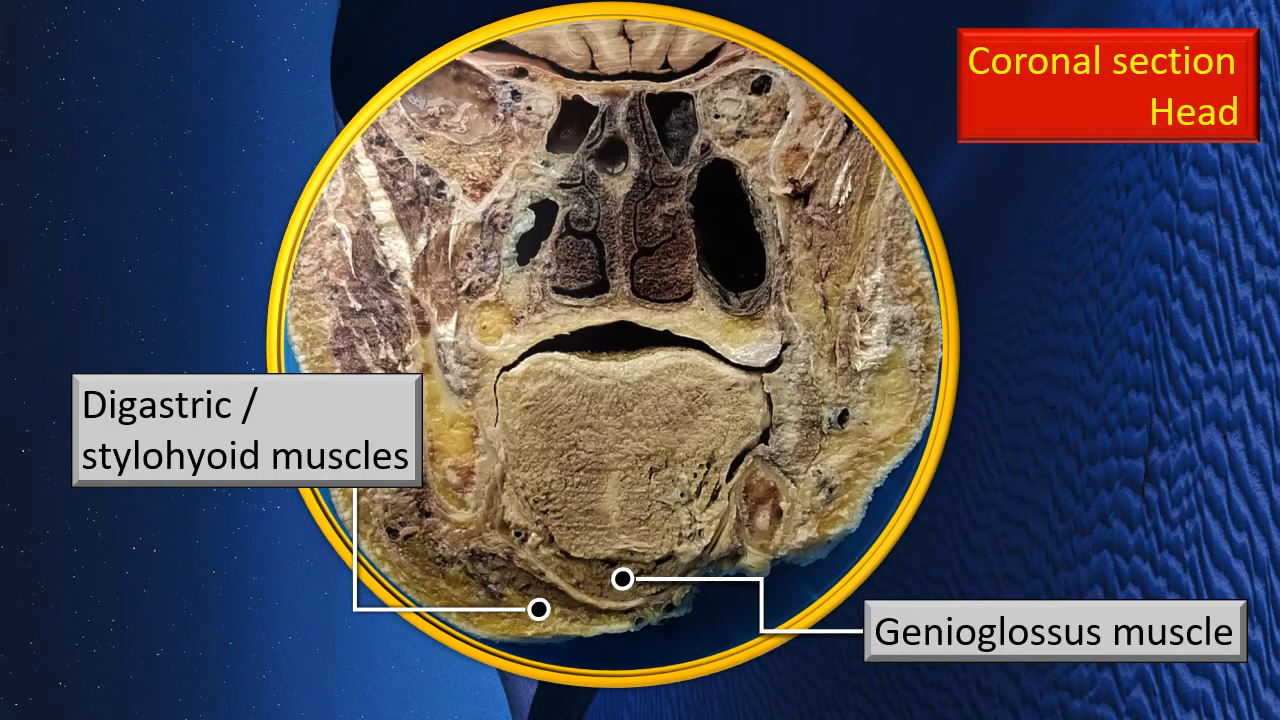 Coronal section
Head
Digastric /
stylohyoid muscles
Genioglossus muscle